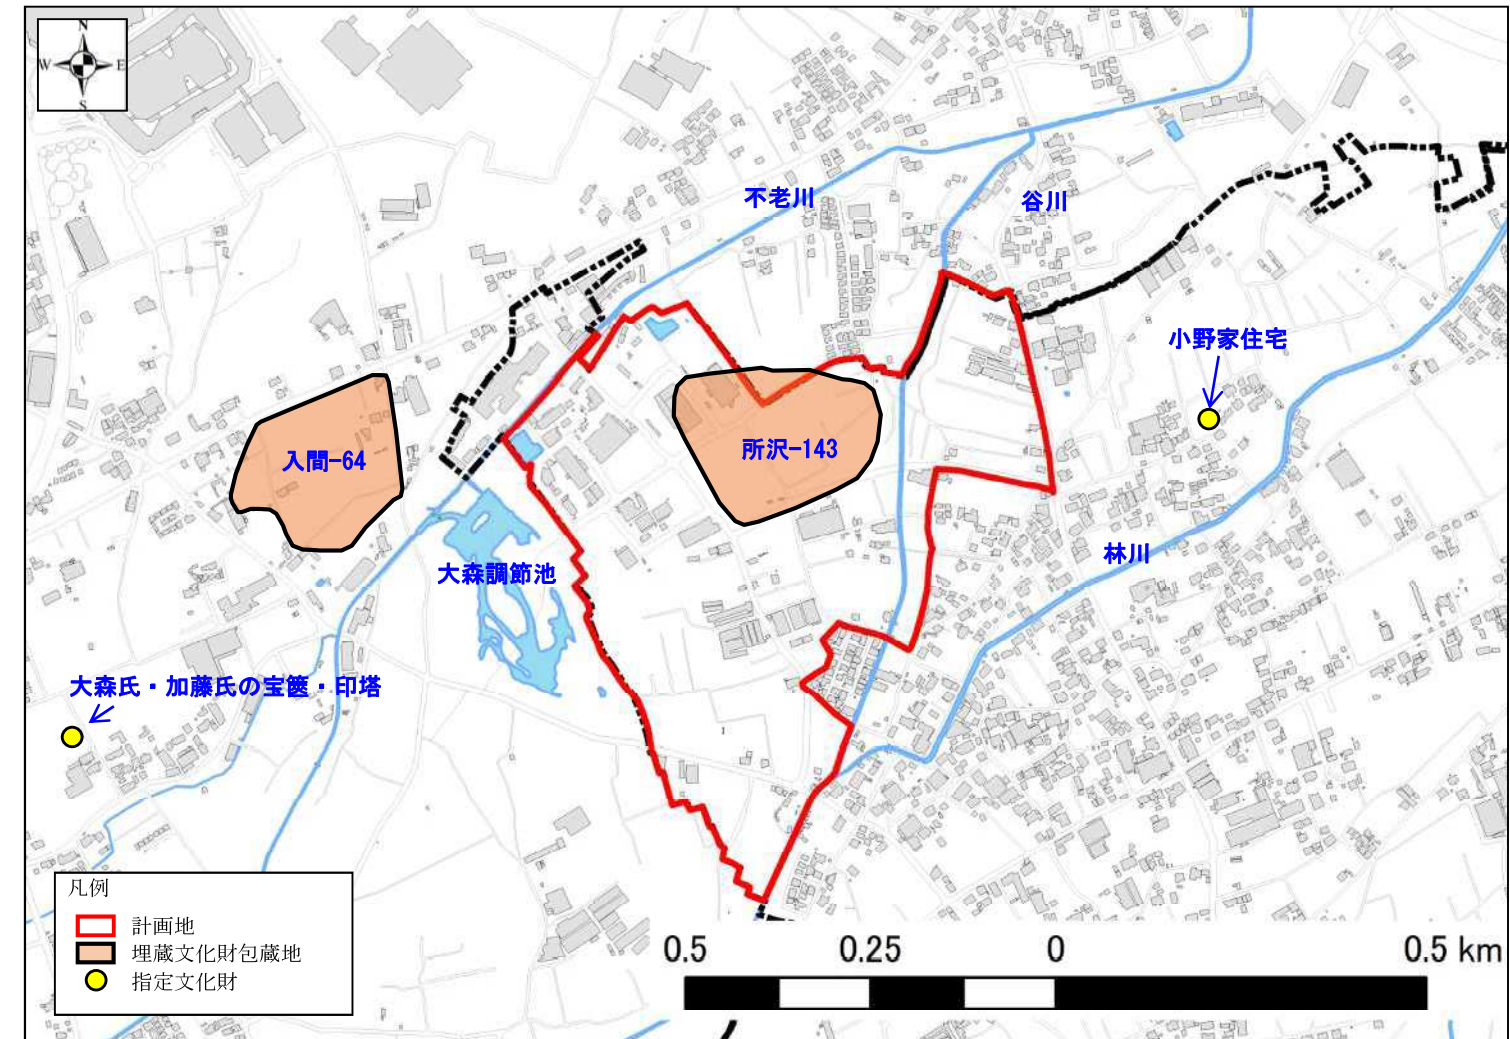 N
W E
S
不老川
谷川
小野家住宅
入間-64
所沢-143
林川
大森調節池
大森氏・加藤氏の宝篋・印塔
凡例
計画地
埋蔵文化財包蔵地
指定文化財
0.5 0.25 0 0.5 km